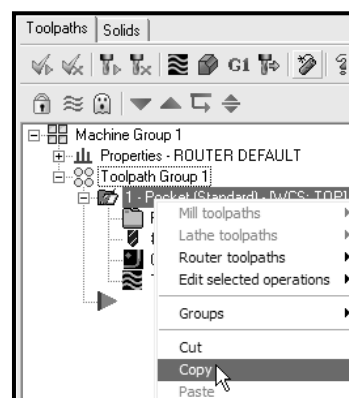 Toolpaths Solids
G1
Machine Group 1
Properties - ROUTER DEFAULT
Toolpath Group 1
1 - Pocket (Standard) - [WCS: TOP]
Mill toolpaths
Lathe toolpaths
Router toolpaths
Edit selected operations
Groups
Cut
Copy
Paste